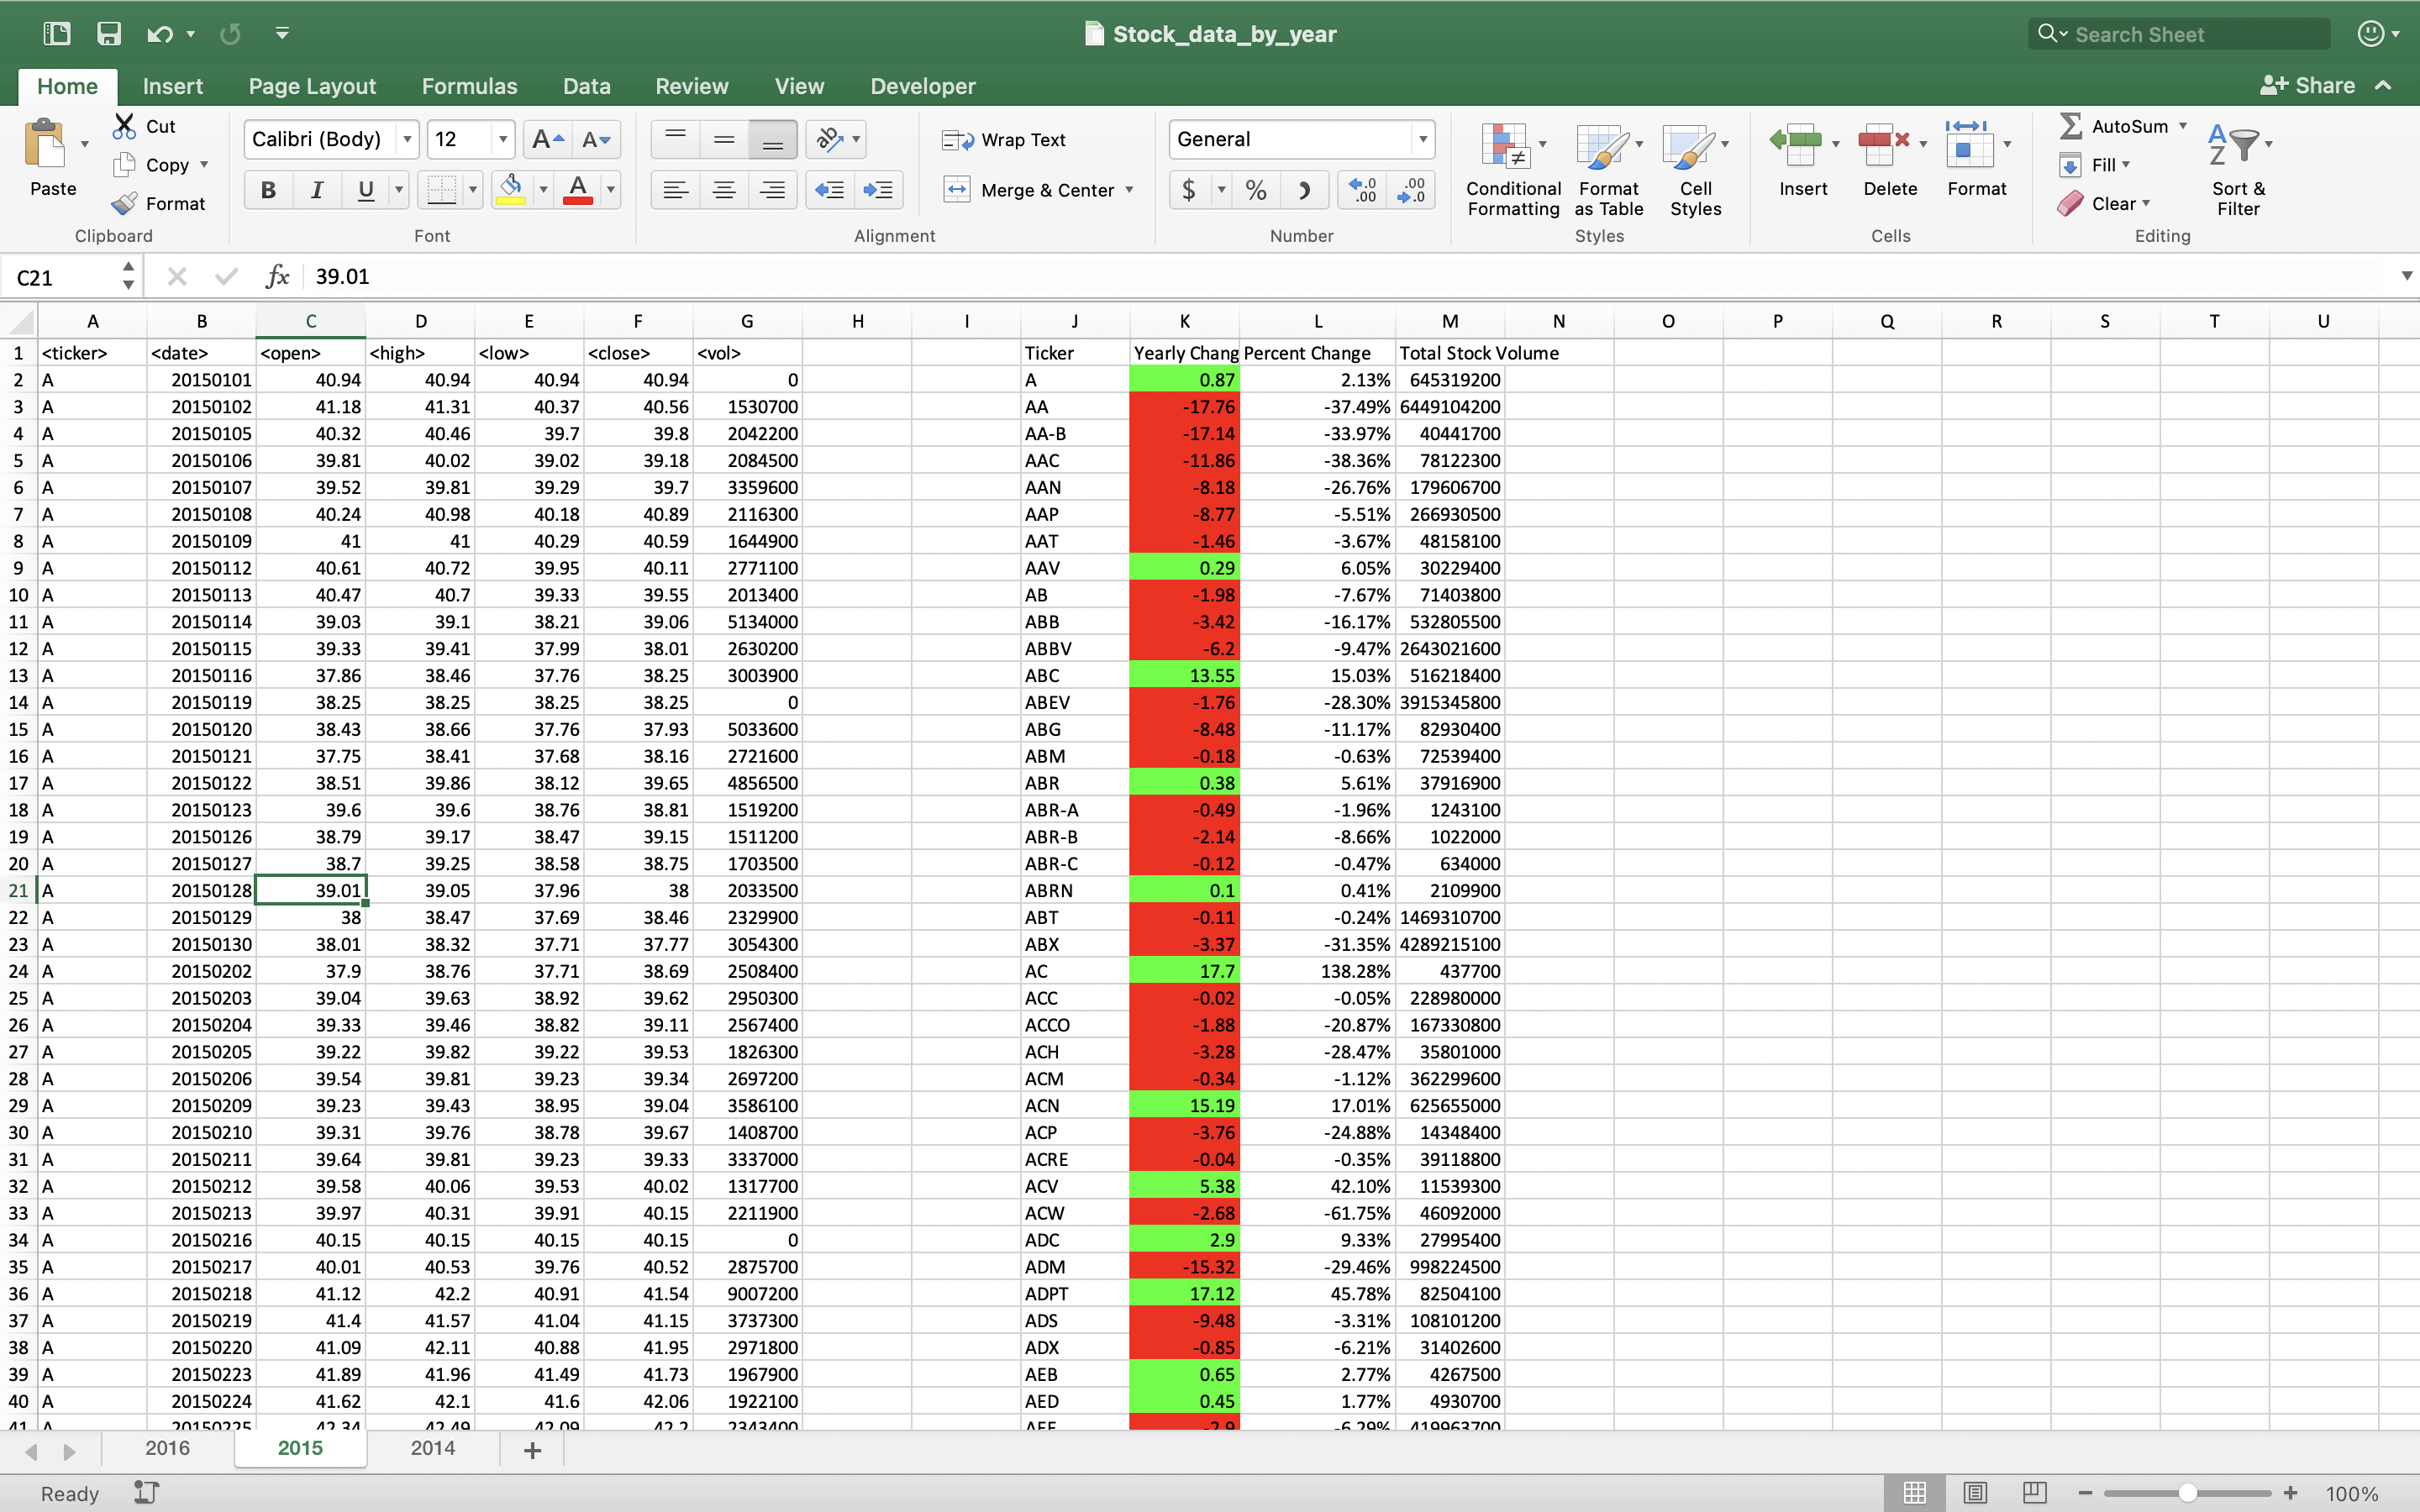 Stock_data_by_year
Search Sheet
Home Insert Page Layout Formulas Data Review View Developer Share
Paste Cut Copy Format
Clipboard
Calibri (Body) 12
A A
B I U A
Font
Wrap Text
Merge & Center
Alignment
General
$ % .0 .00 .00 .0
Number
Conditional Formatting Format as Table Cell Styles
Styles
Insert Delete Format
Cells
AutoSum
Fill
Clear
Sort & Filter
Editing
C21 fx 39.01
A B C D E F G H I J K L M N O P Q R S T U
1 <ticker> <date> <open> <high> <low> <close> <vol> Ticker Yearly Chang Percent Change Total Stock Volume
2 A 20150101 40.94 40.94 40.94 40.94 0 A 0.87 2.13% 645319200
3 A 20150102 41.18 41.31 40.37 40.56 1530700 AA -17.76 -37.49% 6449104200
4 A 20150105 40.32 40.46 39.7 39.8 2042200 AA-B -17.14 -33.97% 40441700
5 A 20150106 39.81 40.02 39.02 39.18 2084500 AAC -11.86 -38.36% 78122300
6 A 20150107 39.52 39.81 39.29 39.7 3359600 AAN -8.18 -26.76% 179606700
7 A 20150108 40.24 40.98 40.18 40.89 2116300 AAP -8.77 -5.51% 266930500
8 A 20150109 41 41 40.29 40.59 1644900 AAT -1.46 -3.67% 48158100
9 A 20150112 40.61 40.72 39.95 40.11 2771100 AAV 0.29 6.05% 30229400
10 A 20150113 40.47 40.7 39.33 39.55 2013400 AB -1.98 -7.67% 71403800
11 A 20150114 39.03 39.1 38.21 39.06 5134000 ABB -3.42 -16.17% 532805500
12 A 20150115 39.33 39.41 37.99 38.01 2630200 ABBV -6.2 -9.47% 2643021600
13 A 20150116 37.86 38.46 37.76 38.25 3003900 ABC 13.55 15.03% 516218400
14 A 20150119 38.25 38.25 38.25 38.25 0 ABEV -1.76 -28.30% 3915345800
15 A 20150120 38.43 38.66 37.76 37.93 5033600 ABG -8.48 -11.17% 82930400
16 A 20150121 37.75 38.41 37.68 38.16 2721600 ABM -0.18 -0.63% 72539400
17 A 20150122 38.51 39.86 38.12 39.65 4856500 ABR 0.38 5.61% 37916900
18 A 20150123 39.6 39.6 38.76 38.81 1519200 ABR-A -0.49 -1.96% 1243100
19 A 20150126 38.79 39.17 38.47 39.15 1511200 ABR-B -2.14 -8.66% 1022000
20 A 20150127 38.7 39.25 38.58 38.75 1703500 ABR-C -0.12 -0.47% 634000
21 A 20150128 39.01 39.05 37.96 38 2033500 ABRN 0.1 0.41% 2109900
22 A 20150129 38 38.47 37.69 38.46 2329900 ABT -0.11 -0.24% 1469310700
23 A 20150130 38.01 38.32 37.71 37.77 3054300 ABX -3.37 -31.35% 4289215100
24 A 20150202 37.9 38.76 37.71 38.69 2508400 AC 17.7 138.28% 437700
25 A 20150203 39.04 39.63 38.92 39.62 2950300 ACC -0.02 -0.05% 228980000
26 A 20150204 39.33 39.46 38.82 39.11 2567400 ACCO -1.88 -20.87% 167330800
27 A 20150205 39.22 39.82 39.22 39.53 1826300 ACH -3.28 -28.47% 35801000
28 A 20150206 39.54 39.81 39.23 39.34 2697200 ACM -0.34 -1.12% 362299600
29 A 20150209 39.23 39.43 38.95 39.04 3586100 ACN 15.19 17.01% 625655000
30 A 20150210 39.31 39.76 38.78 39.67 1408700 ACP -3.76 -24.88% 14348400
31 A 20150211 39.64 39.81 39.23 39.33 3337000 ACRE -0.04 -0.35% 39118800
32 A 20150212 39.58 40.06 39.53 40.02 1317700 ACV 5.38 42.10% 11539300
33 A 20150213 39.97 40.31 39.91 40.15 2211900 ACW -2.68 -61.75% 46092000
34 A 20150216 40.15 40.15 40.15 40.15 0 ADC 2.9 9.33% 27995400
35 A 20150217 40.01 40.53 39.76 40.52 2875700 ADM -15.32 -29.46% 998224500
36 A 20150218 41.12 42.2 40.91 41.54 9007200 ADPT 17.12 45.78% 82504100
37 A 20150219 41.4 41.57 41.04 41.15 3737300 ADS -9.48 -3.31% 108101200
38 A 20150220 41.09 42.11 40.88 41.95 2971800 ADX -0.85 -6.21% 31402600
39 A 20150223 41.89 41.96 41.49 41.73 1967900 AEB 0.65 2.77% 4267500
40 A 20150224 41.62 42.1 41.6 42.06 1922100 AED 0.45 1.77% 4930700
41 A 20150225 42.34 42.49 42.09 42.2 2343400 AEE -2.9 -6.29% 419963700
2016 2015 2014
Ready 100%